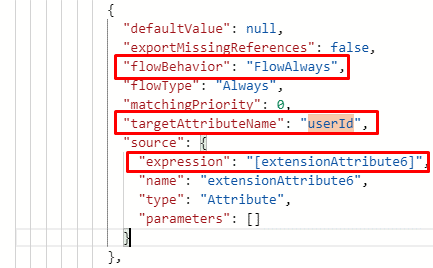 {
"defaultValue": null,
"exportMissingReferences": false,
"flowBehavior": "FlowAlways",
"flowType": "Always",
"matchingPriority": 0,
"targetAttributeName": "userId",
"source": {
"expression": "[extensionAttribute6]",
"name": "extensionAttribute6",
"type": "Attribute",
"parameters": []
}
},